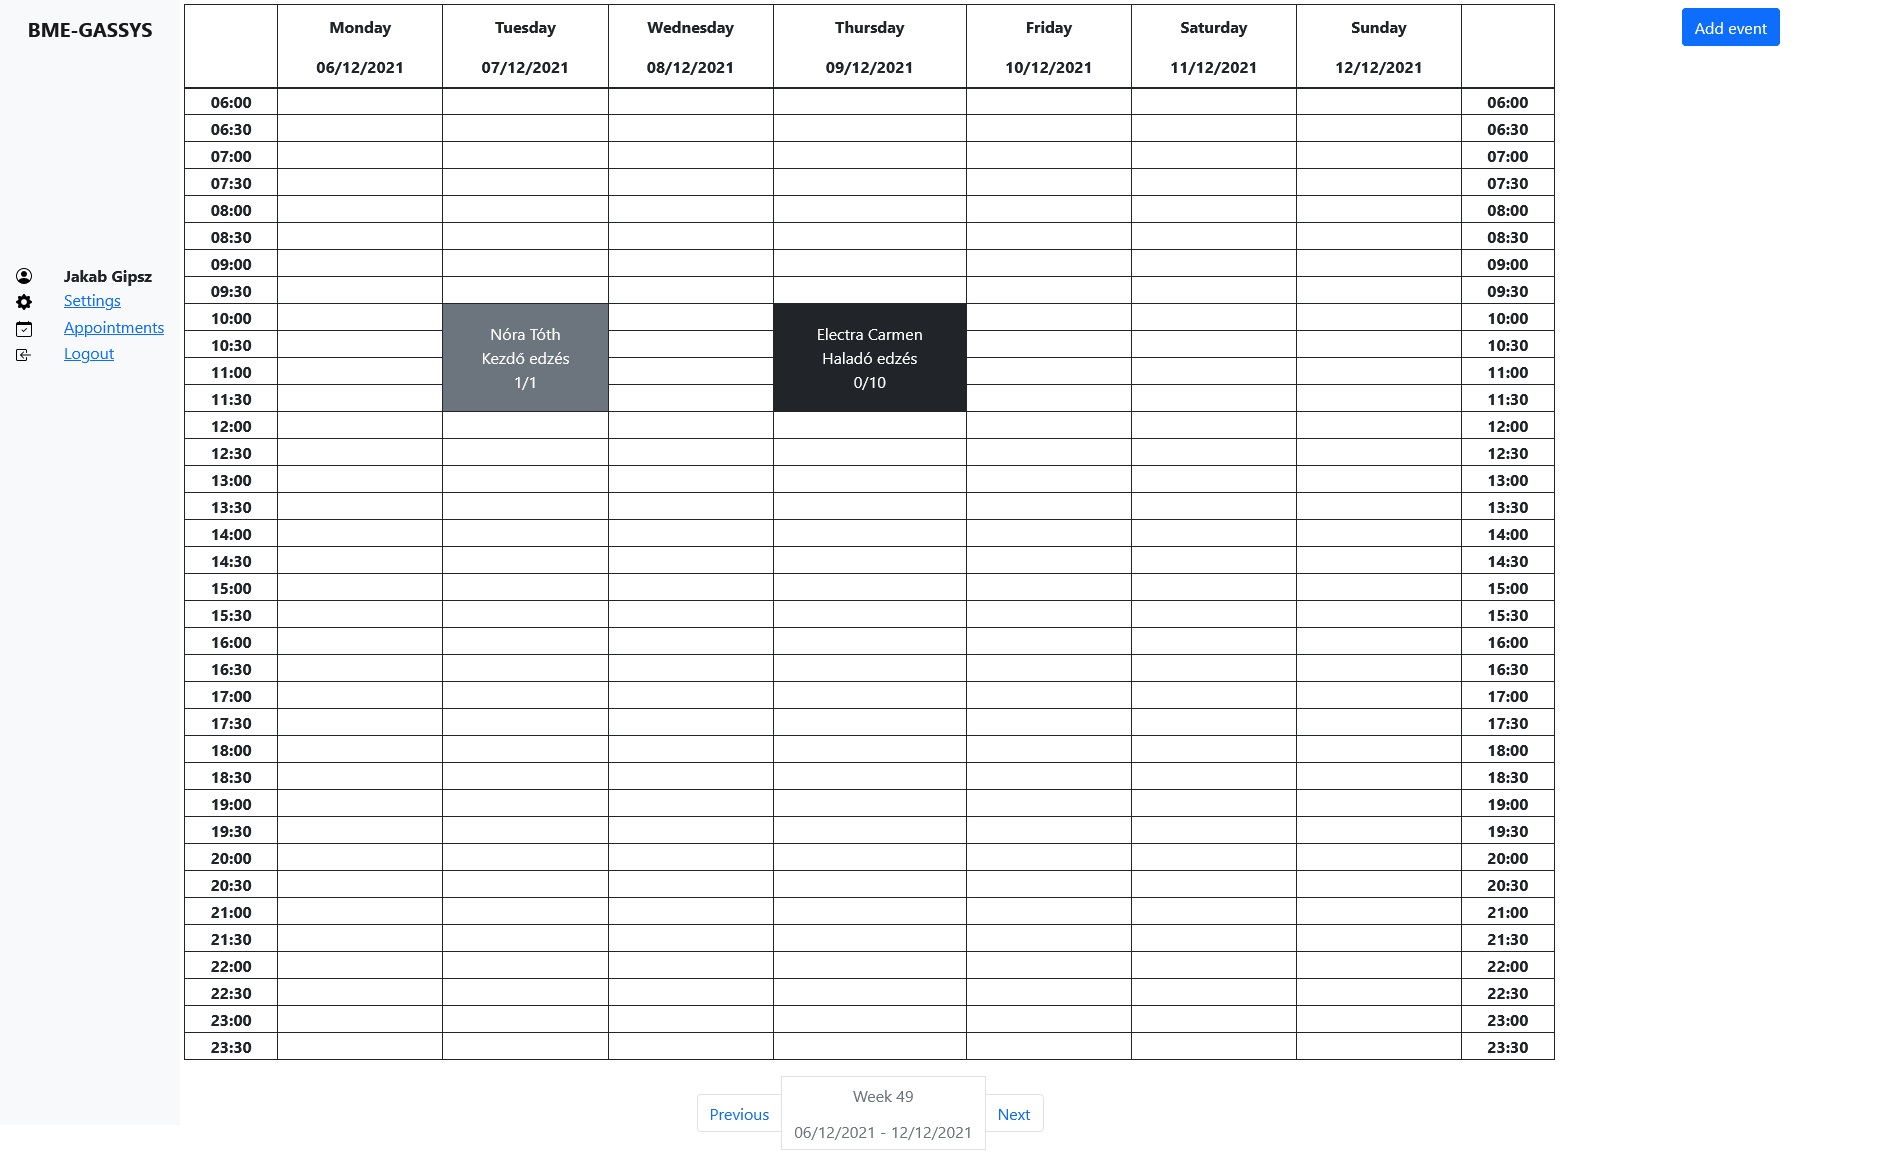 BME-GASSYS
Jakab Gipsz
Settings
Appointments
Logout
Monday Tuesday Wednesday Thursday Friday Saturday Sunday
06/12/2021 07/12/2021 08/12/2021 09/12/2021 10/12/2021 11/12/2021 12/12/2021
06:00 06:00
06:30 06:30
07:00 07:00
07:30 07:30
08:00 08:00
08:30 08:30
09:00 09:00
09:30 09:30
10:00 10:00
Nóra Tóth Electra Carmen
10:30 10:30
Kezdő edzés Haladó edzés
11:00 11:00
1/1 0/10
11:30 11:30
12:00 12:00
12:30 12:30
13:00 13:00
13:30 13:30
14:00 14:00
14:30 14:30
15:00 15:00
15:30 15:30
16:00 16:00
16:30 16:30
17:00 17:00
17:30 17:30
18:00 18:00
18:30 18:30
19:00 19:00
19:30 19:30
20:00 20:00
20:30 20:30
21:00 21:00
21:30 21:30
22:00 22:00
22:30 22:30
23:00 23:00
23:30 23:30
Add event
Week 49
Previous Next
06/12/2021 - 12/12/2021